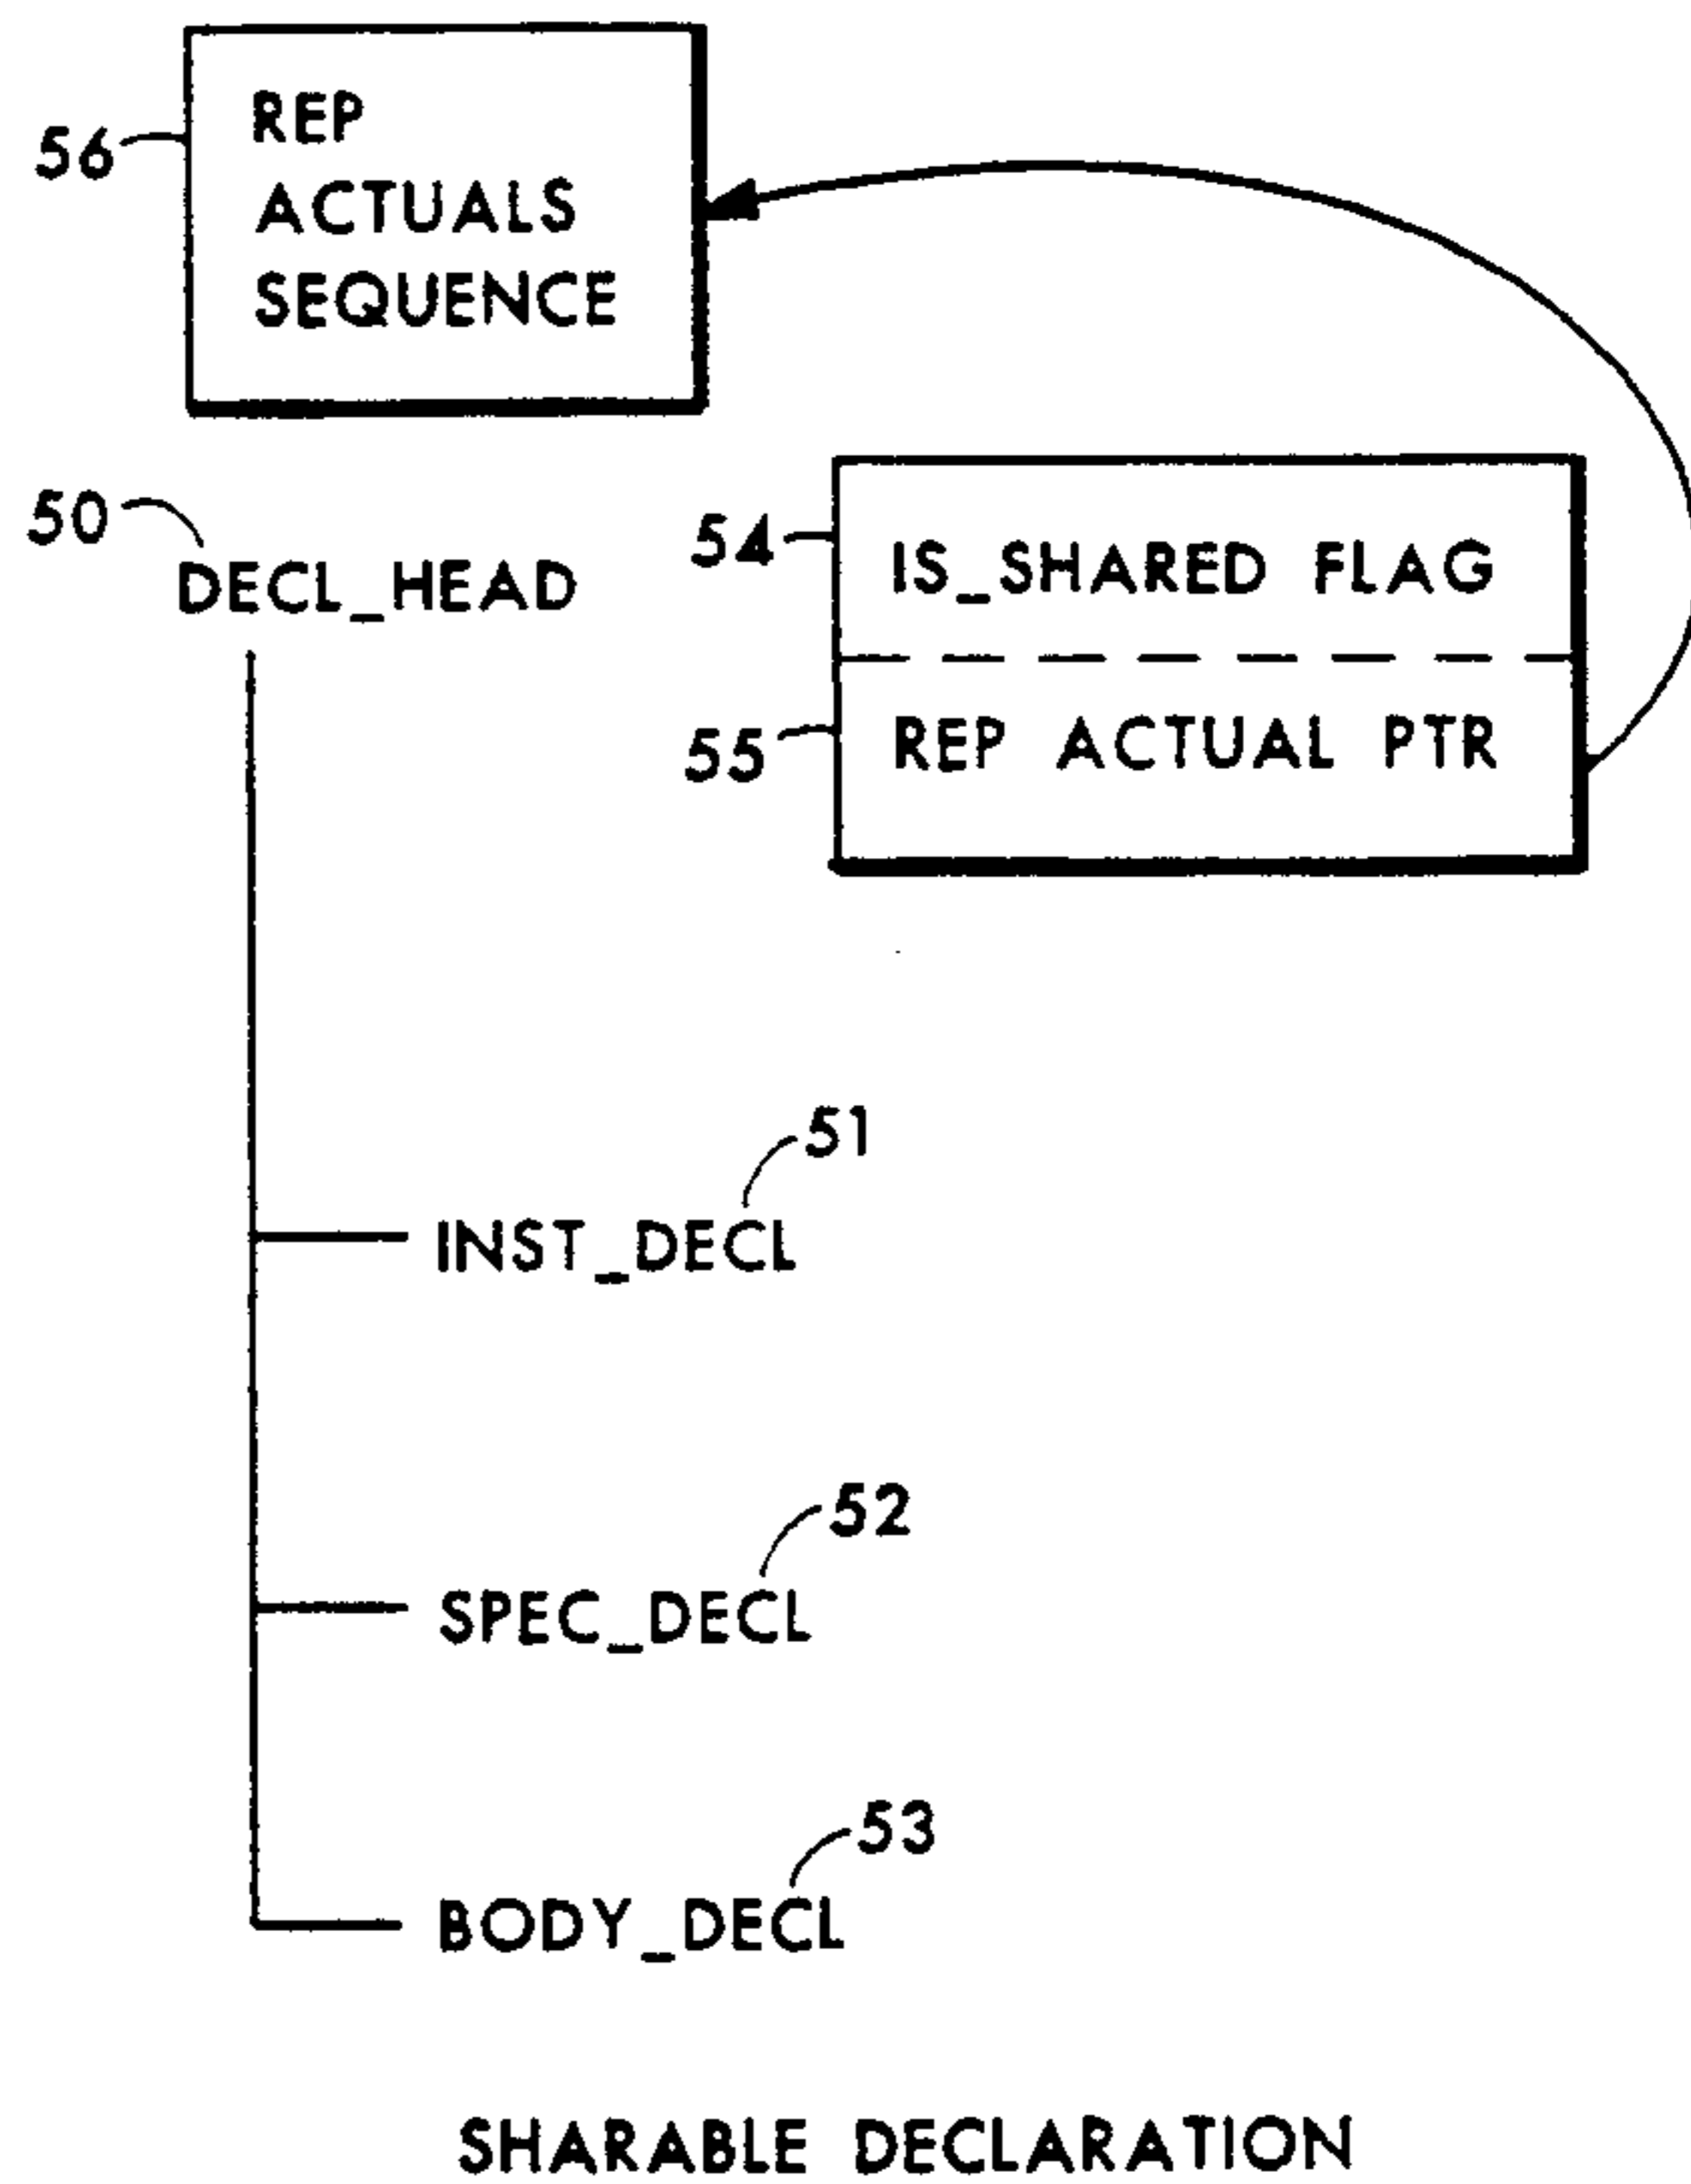 56
REP
ACTUALS
SEQUENCE
50
DECL_HEAD
54
IS_SHARED FLAG
55
REP ACTUAL PTR
51
INST_DECL
52
SPEC_DECL
53
BODY_DECL
SHARABLE DECLARATION